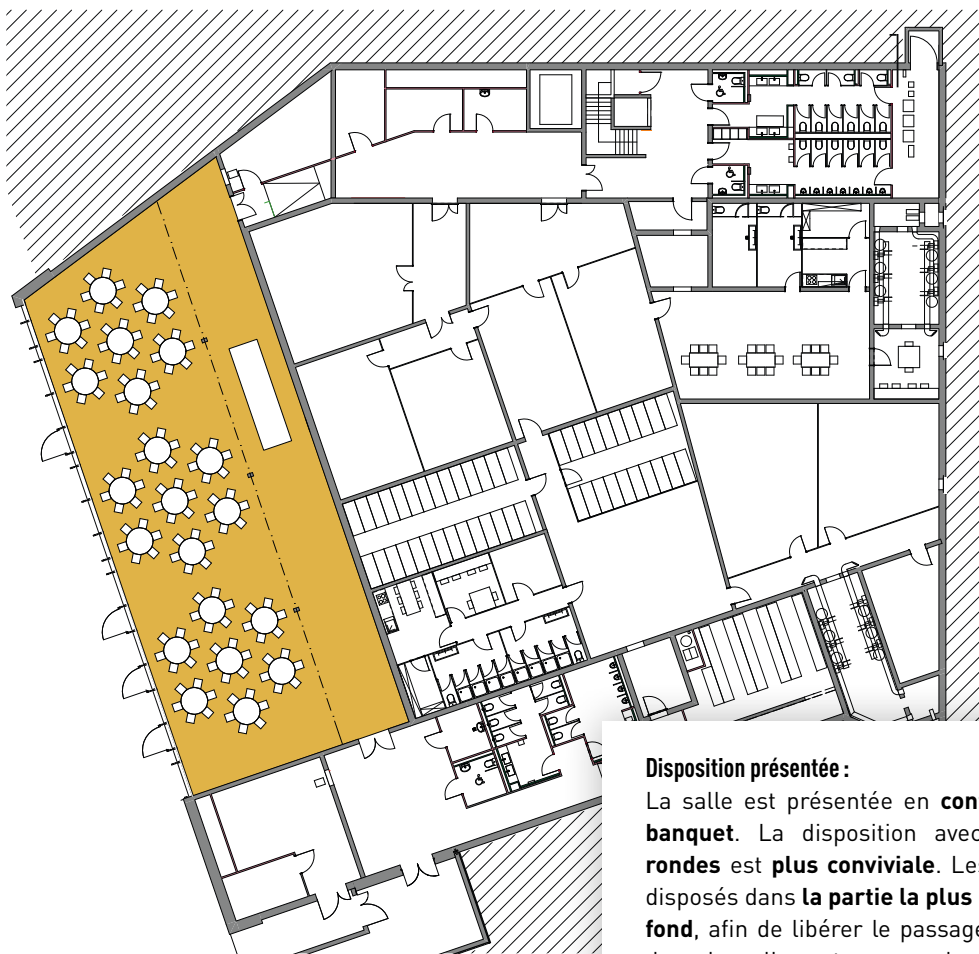 Disposition présentée :
La salle est présentée en con
banquet. La disposition avec
rondes est plus conviviale. Les
disposés dans la partie la plus
fond, afin de libérer le passage